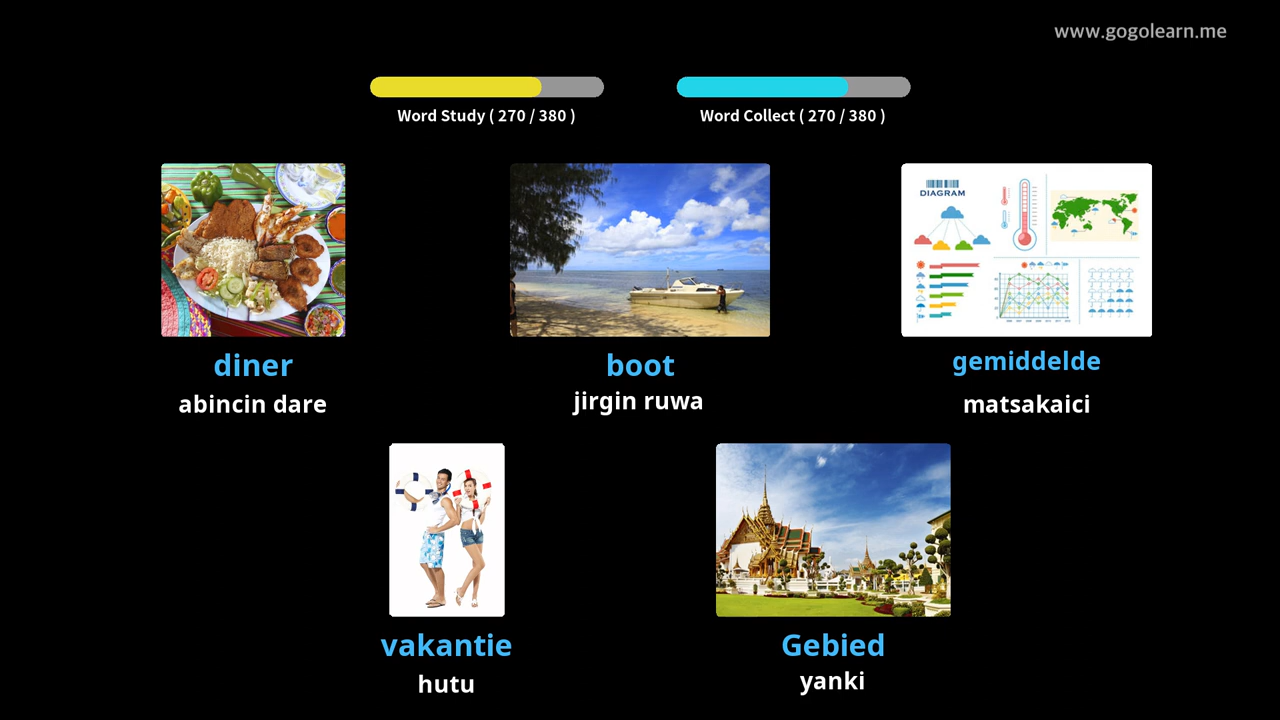 www.gogolearn.me
Word Study ( 270 / 380 )
Word Collect ( 270 / 380 )
DIAGRAM
diner
abincin dare
boot
jirgin ruwa
gemiddelde
matsakaici
vakantie
hutu
Gebied
yanki